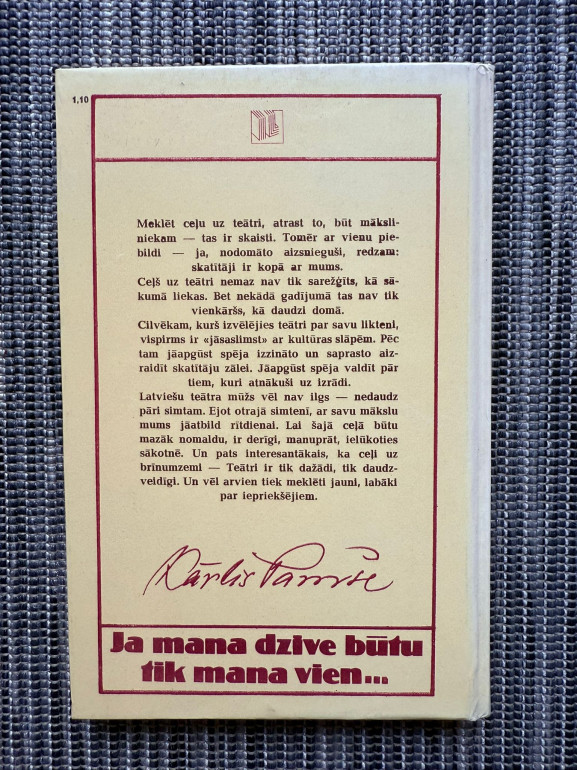 1,10
Meklēt ceļu uz teātri, atrast to, būt māksli-
niekam — tas ir skaisti. Tomēr ar vienu pie-
bildi — ja, nodomāto aizsnieguši, redzam:
skatītāji ir kopā ar mums.
Ceļš uz teātri nemaz nav tik sarežģīts, kā sā-
kumā liekas. Bet nekādā gadījumā tas nav tik
vienkāršs, kā daudzi domā.
Cilvēkam, kurš izvēlējies teātri par savu likteni,
vispirms ir «jāsaslimst» ar kultūras slāpēm. Pēc
tam jāapgūst spēja izzināto un saprasto aiz-
raidīt skatītāju zālei. Jāapgūst spēja valdīt pār
tiem, kuri atnākuši uz izrādi.
Latviešu teātra mūžs vēl nav ilgs — nedaudz
pāri simtam. Ejot otrajā simtenī, ar savu mākslu
mums jāatbild rītdienai. Lai šajā ceļā būtu
mazāk nomaldu, ir derīgi, manuprāt, ielūkoties
sākotnē. Un pats interesantākais, ka ceļi uz
brīnumzemi — Teātri ir tik dažādi, tik daudz-
veidīgi. Un vēl arvien tiek meklēti jauni, labāki
par iepriekšējiem.
Kārlis Pamše
Ja mana dzīve būtu
tik mana vien...